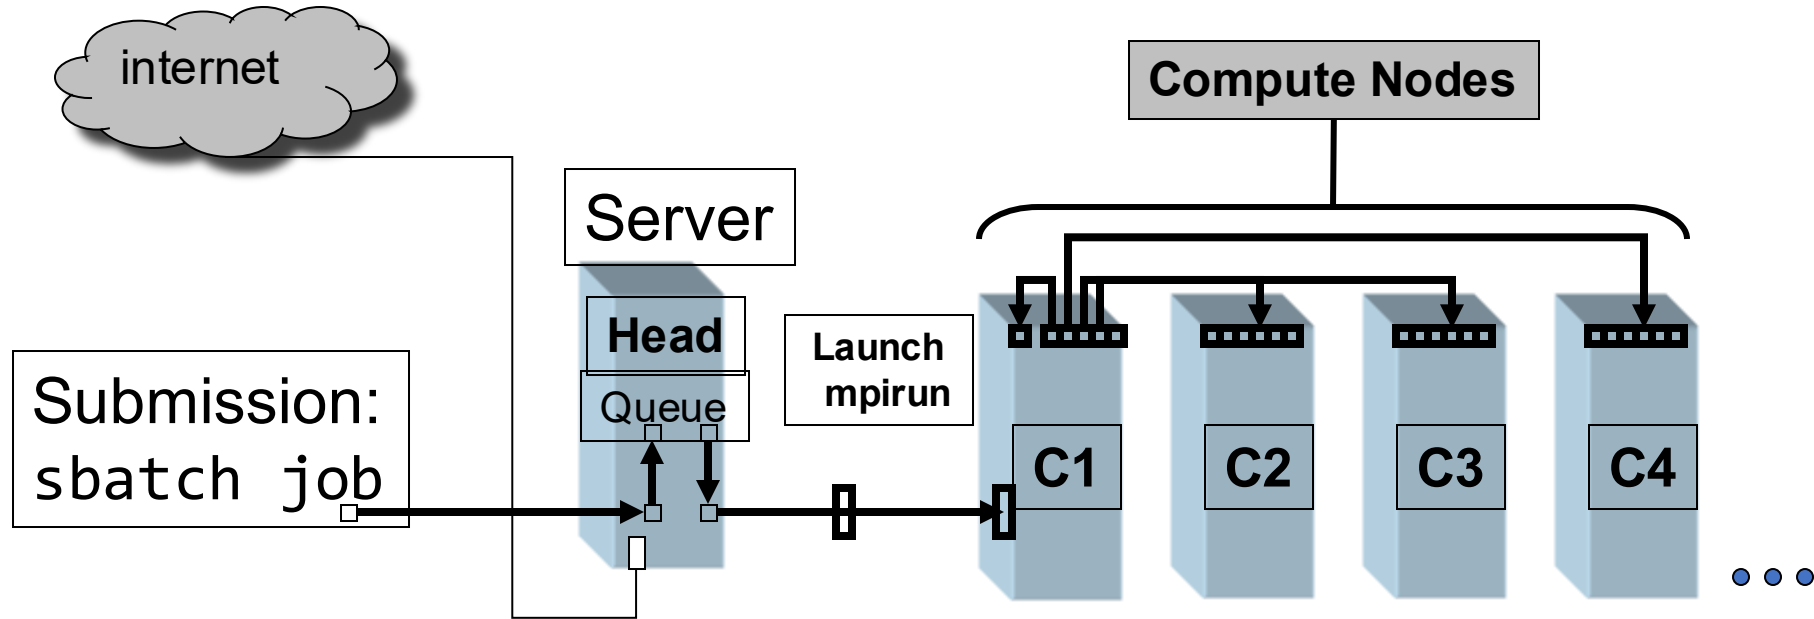 internet
Compute Nodes
Server
Head
Queue
Launch
mpirun
Submission:
sbatch job
C1
C2
C3
C4